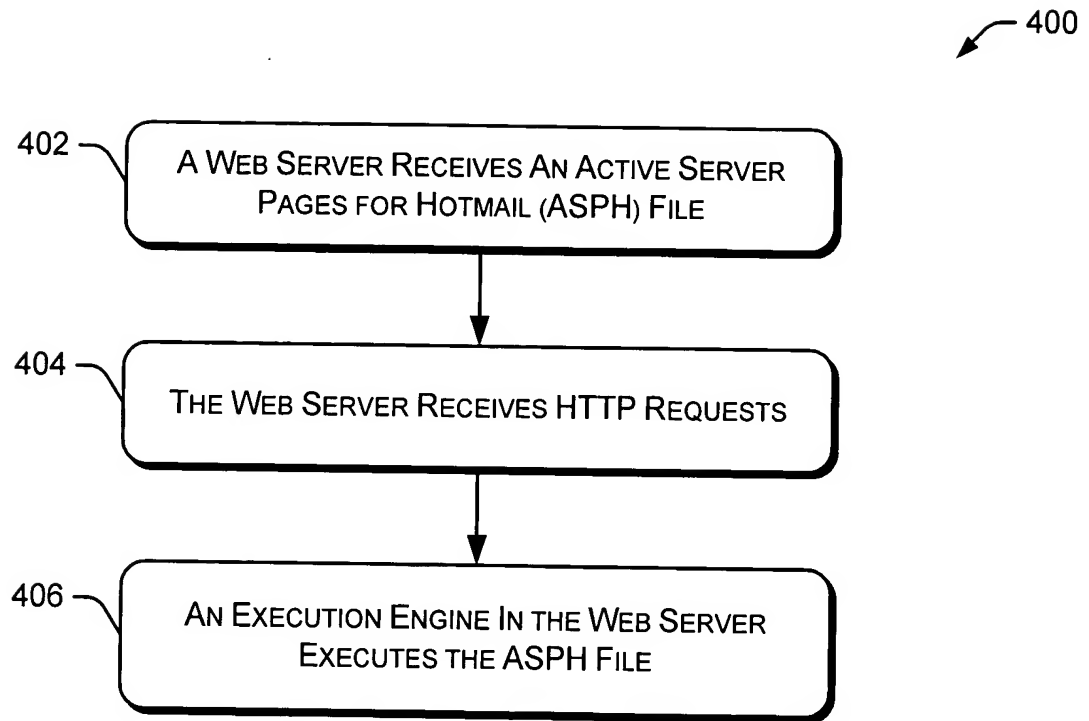 400
402
A WEB SERVER RECEIVES AN ACTIVE SERVER
PAGES FOR HOTMAIL (ASPH) FILE
404
THE WEB SERVER RECEIVES HTTP REQUESTS
406
AN EXECUTION ENGINE IN THE WEB SERVER
EXECUTES THE ASPH FILE